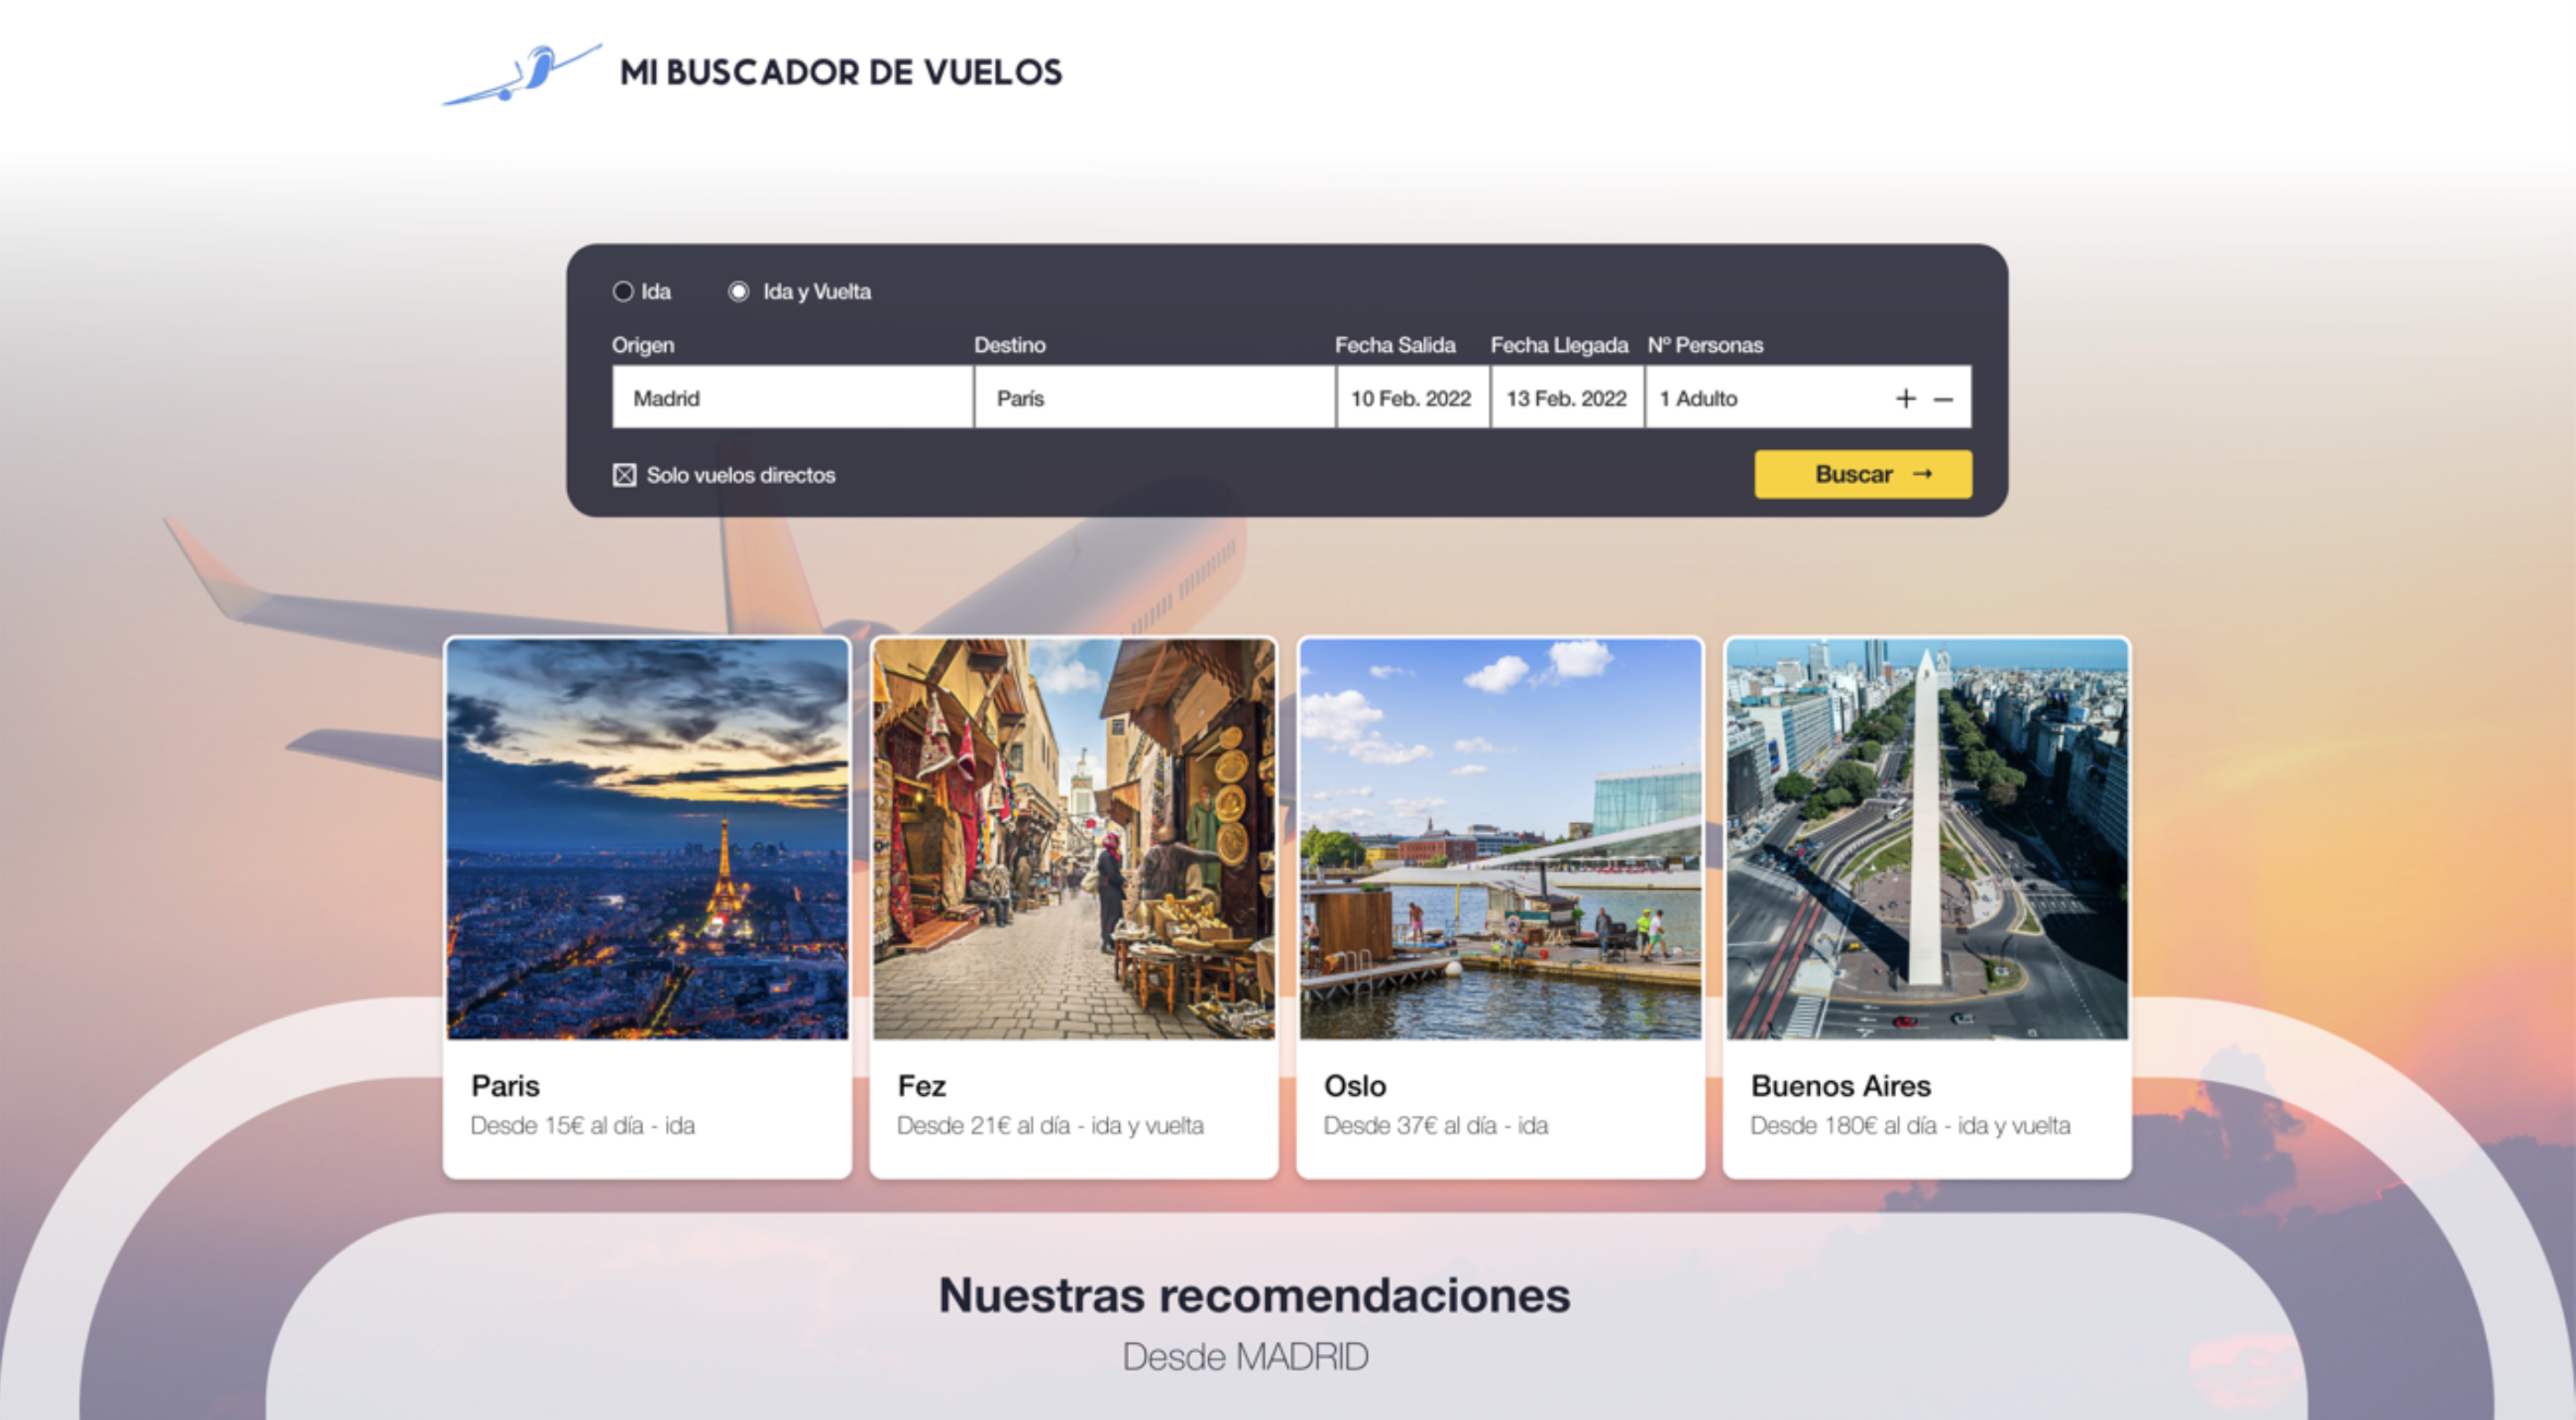 MI BUSCADOR DE VUELOS
Ida Ida y Vuelta
Origen Destino Fecha Salida Fecha Llegada Nº Personas
Madrid París 10 Feb. 2022 13 Feb. 2022 1 Adulto + −
Solo vuelos directos Buscar →
Paris
Desde 15€ al día - ida
Fez
Desde 21€ al día - ida y vuelta
Oslo
Desde 37€ al día - ida
Buenos Aires
Desde 180€ al día - ida y vuelta
Nuestras recomendaciones
Desde MADRID